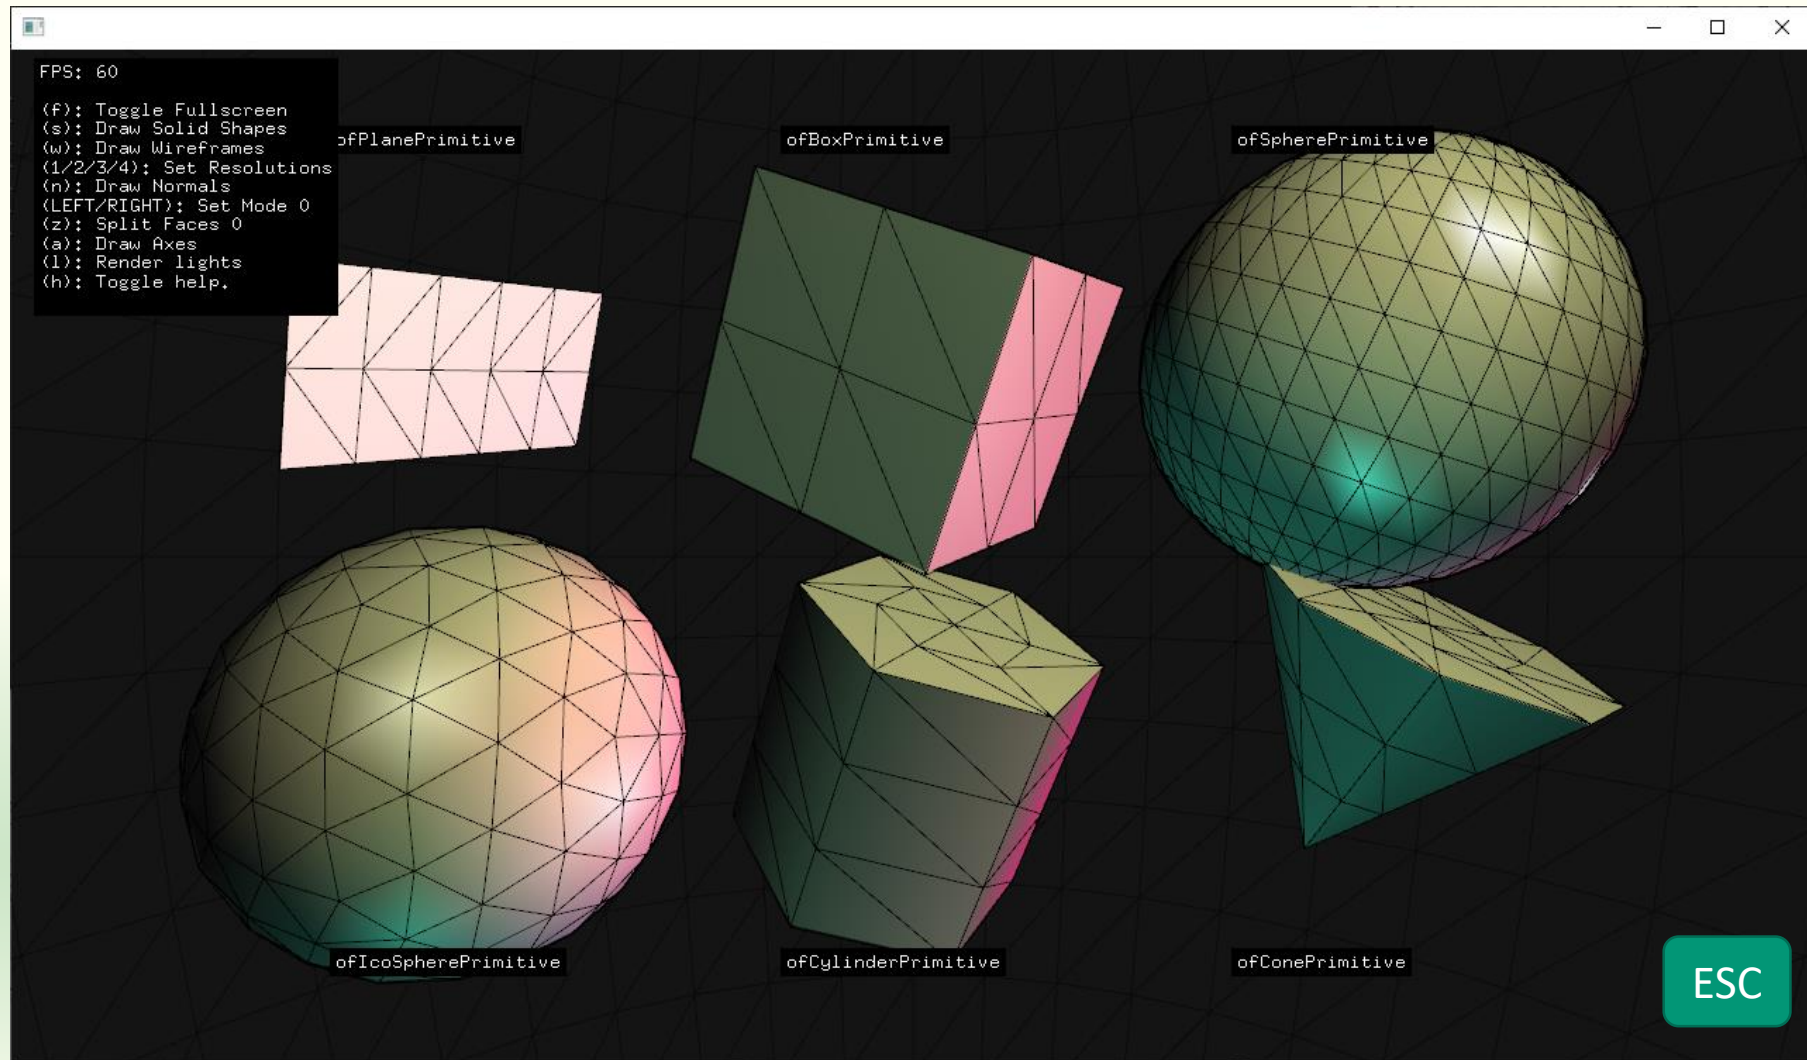 FPS: 60
(f): Toggle Fullscreen
(s): Draw Solid Shapes
(w): Draw Wireframes
(1/2/3/4): Set Resolutions
(n): Draw Normals
(LEFT/RIGHT): Set Mode 0
(z): Split Faces 0
(a): Draw Axes
(l): Render lights
(h): Toggle help.
ofPlanePrimitive
ofBoxPrimitive
ofSpherePrimitive
ofIcoSpherePrimitive
ofCylinderPrimitive
ofConePrimitive
ESC